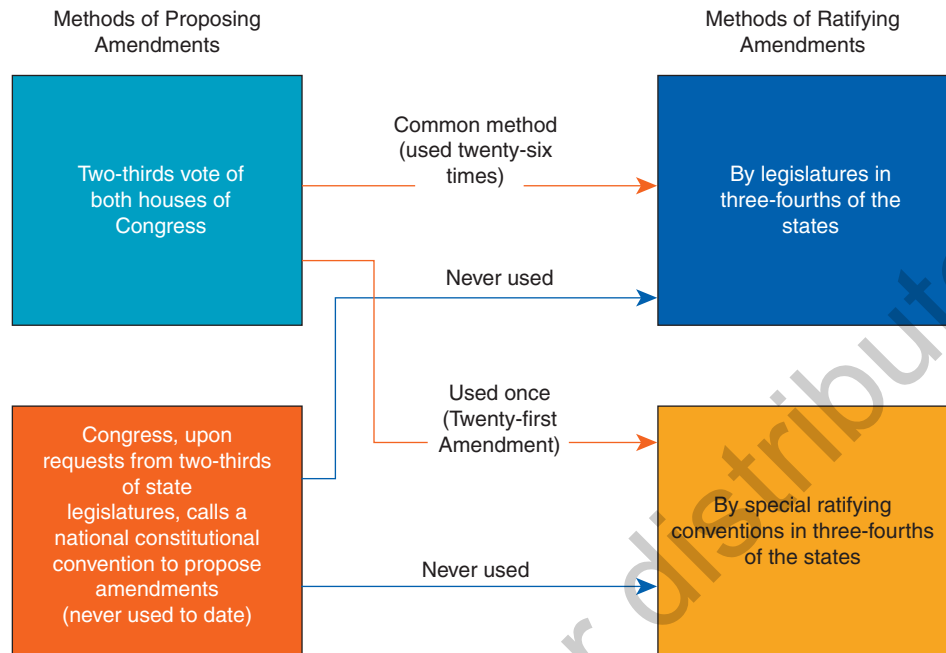 Methods of Proposing
Amendments
Methods of Ratifying
Amendments
Two-thirds vote of
both houses of
Congress
Common method
(used twenty-six
times)
By legislatures in
three-fourths of the
states
Never used
Used once
(Twenty-first
Amendment)
Congress, upon
requests from two-thirds
of state
legislatures, calls a
national constitutional
convention to propose
amendments
(never used to date)
By special ratifying
conventions in three-fourths
of the states
Never used
or distribute